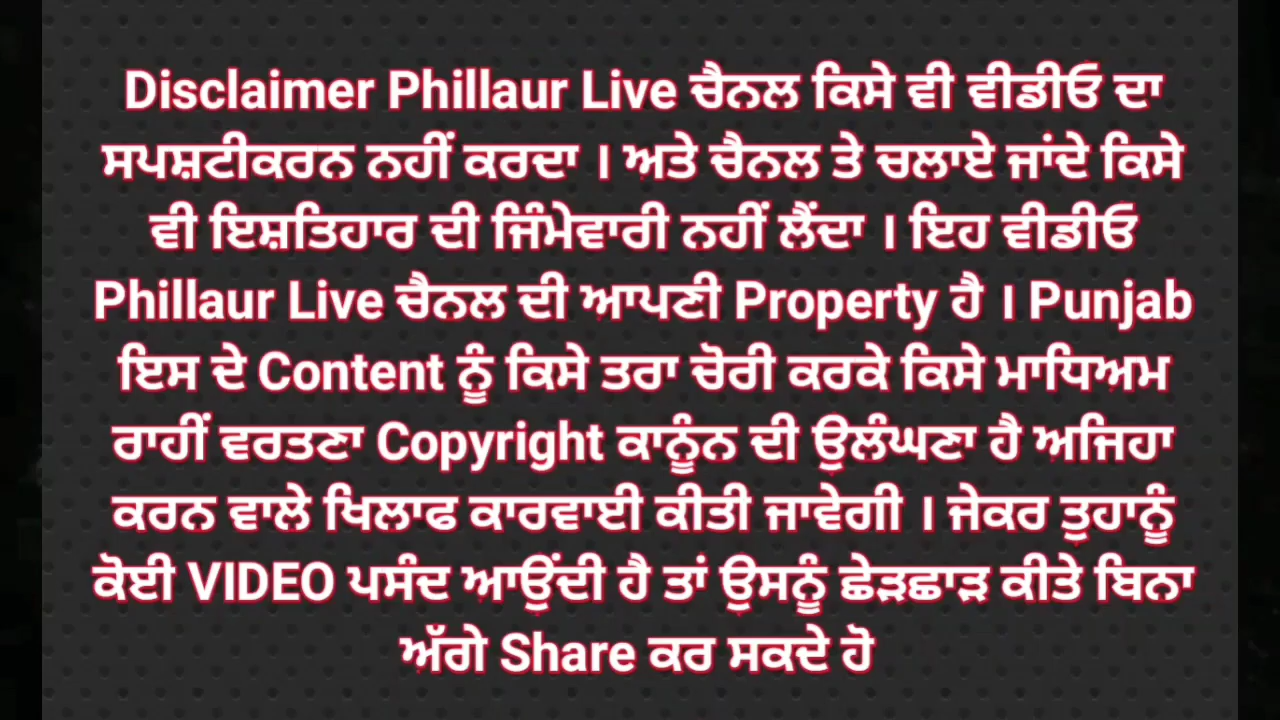 Disclaimer Phillaur Live ਚੈਨਲ ਕਿਸੇ ਵੀ ਵੀਡੀਓ ਦਾ
ਸਪਸ਼ਟੀਕਰਨ ਨਹੀਂ ਕਰਦਾ । ਅਤੇ ਚੈਨਲ ਤੇ ਚਲਾਏ ਜਾਂਦੇ ਕਿਸੇ
ਵੀ ਇਸ਼ਤਿਹਾਰ ਦੀ ਜਿੰਮੇਵਾਰੀ ਨਹੀਂ ਲੈਂਦਾ । ਇਹ ਵੀਡੀਓ
Phillaur Live ਚੈਨਲ ਦੀ ਆਪਣੀ Property ਹੈ । Punjab
ਇਸ ਦੇ Content ਨੂੰ ਕਿਸੇ ਤਰਾ ਚੋਰੀ ਕਰਕੇ ਕਿਸੇ ਮਾਧਿਅਮ
ਰਾਹੀਂ ਵਰਤਣਾ Copyright ਕਾਨੂੰਨ ਦੀ ਉਲੰਘਣਾ ਹੈ ਅਜਿਹਾ
ਕਰਨ ਵਾਲੇ ਖਿਲਾਫ ਕਾਰਵਾਈ ਕੀਤੀ ਜਾਵੇਗੀ । ਜੇਕਰ ਤੁਹਾਨੂੰ
ਕੋਈ VIDEO ਪਸੰਦ ਆਉਂਦੀ ਹੈ ਤਾਂ ਉਸਨੂੰ ਛੇੜਛਾੜ ਕੀਤੇ ਬਿਨਾ
ਅੱਗੇ Share ਕਰ ਸਕਦੇ ਹੋ